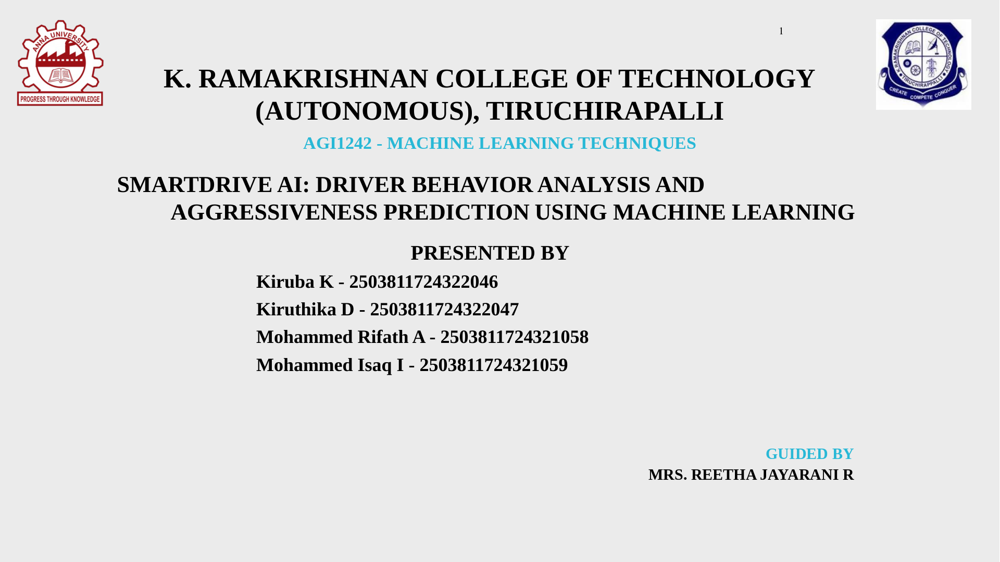 ANNA UNIVERSITY
PROGRESS THROUGH KNOWLEDGE
1
K. RAMAKRISHNAN COLLEGE OF TECHNOLOGY
TIRUCHIRAPPALLI
CREATE COMPETE CONQUER
K. RAMAKRISHNAN COLLEGE OF TECHNOLOGY
(AUTONOMOUS), TIRUCHIRAPALLI
AGI1242 - MACHINE LEARNING TECHNIQUES
SMARTDRIVE AI: DRIVER BEHAVIOR ANALYSIS AND
AGGRESSIVENESS PREDICTION USING MACHINE LEARNING
PRESENTED BY
Kiruba K - 2503811724322046
Kiruthika D - 2503811724322047
Mohammed Rifath A - 2503811724321058
Mohammed Isaq I - 2503811724321059
GUIDED BY
MRS. REETHA JAYARANI R